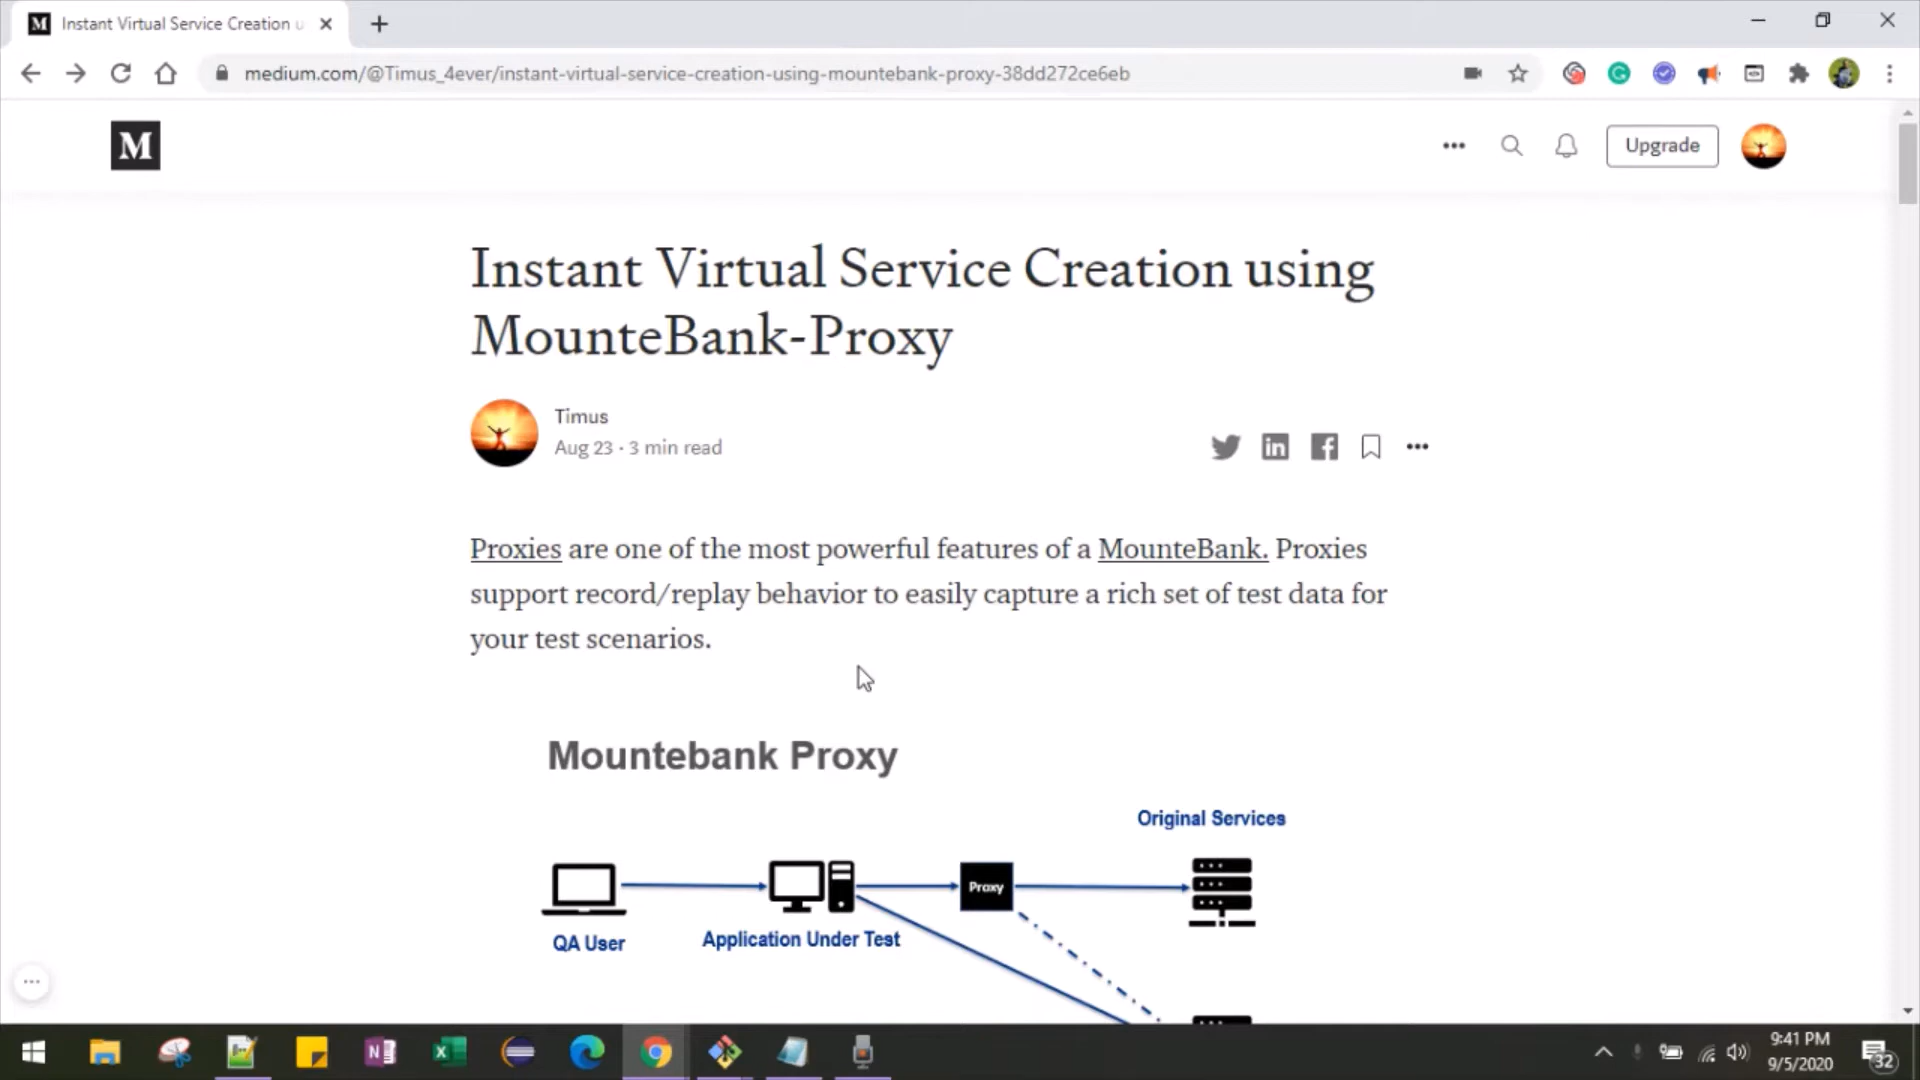 Instant Virtual Service Creation u
medium.com/@Timus_4ever/instant-virtual-service-creation-using-mountebank-proxy-38dd272ce6eb
M
Upgrade
Instant Virtual Service Creation using
MounteBank-Proxy
Timus
Aug 23 · 3 min read
Proxies are one of the most powerful features of a MounteBank. Proxies
support record/replay behavior to easily capture a rich set of test data for
your test scenarios.
Mountebank Proxy
Original Services
Proxy
QA User
Application Under Test
9:41 PM
9/5/2020
32